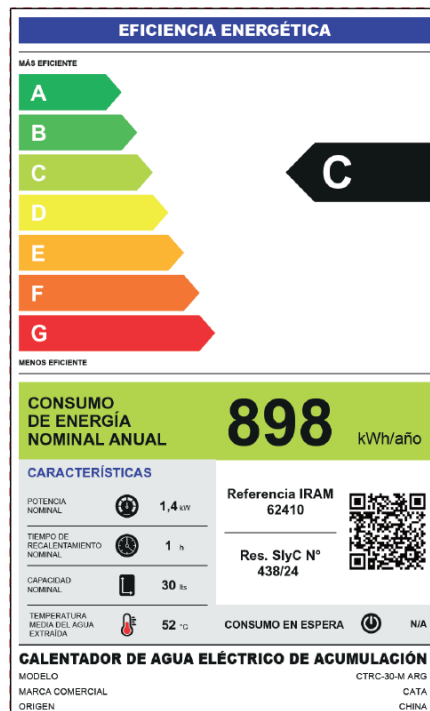 EFICIENCIA ENERGÉTICA
MÁS EFICIENTE
A
B
C
C
D
E
F
G
MENOS EFICIENTE
CONSUMO
DE ENERGÍA
NOMINAL ANUAL
898 kWh/año
CARACTERÍSTICAS
POTENCIA
NOMINAL
1,4 kW
TIEMPO DE
RECALENTAMIENTO
NOMINAL
1 h
CAPACIDAD
NOMINAL
30 lts
TEMPERATURA
MEDIA DEL AGUA
EXTRAÍDA
52 °C
Referencia IRAM
62410
Res. SIyC N°
438/24
CONSUMO EN ESPERA N/A
CALENTADOR DE AGUA ELÉCTRICO DE ACUMULACIÓN
MODELO CTRC-30-M ARG
MARCA COMERCIAL CATA
ORIGEN CHINA